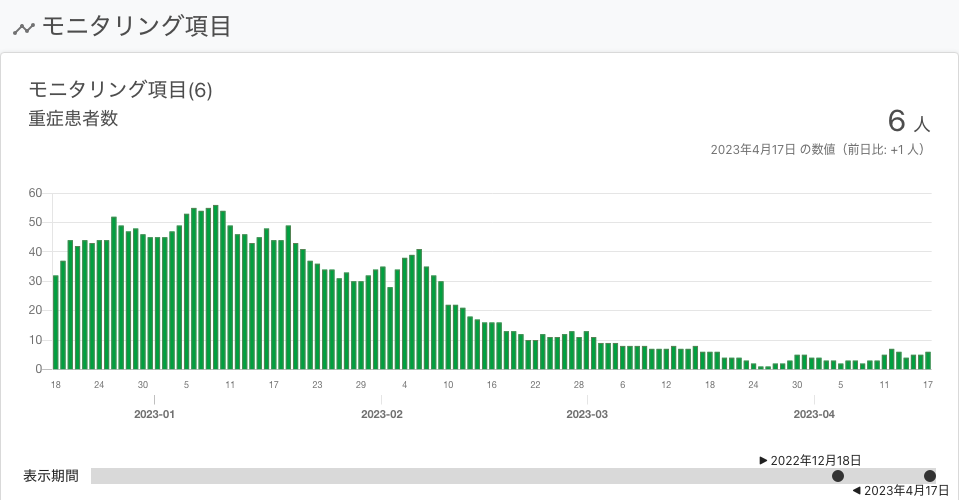 モニタリング項目
モニタリング項目(6)
重症患者数
6 人
2023年4月17日 の数値（前日比: +1 人）
60
50
40
30
20
10
0
18 24 30 5 11 17 23 29 4 10 16 22 28 6 12 18 24 30 5 11 17
2023-01 2023-02 2023-03 2023-04
2022年12月18日
表示期間
2023年4月17日